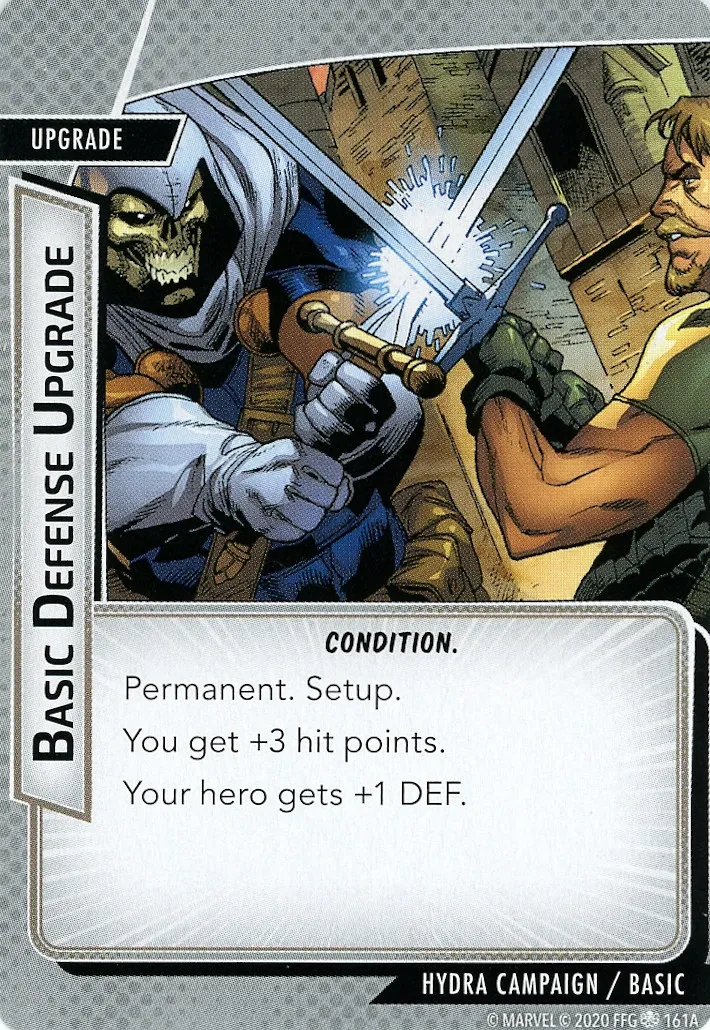 UPGRADE
BASIC DEFENSE UPGRADE
CONDITION.
Permanent. Setup.
You get +3 hit points.
Your hero gets +1 DEF.
HYDRA CAMPAIGN / BASIC
© MARVEL © 2020 FFG 161A